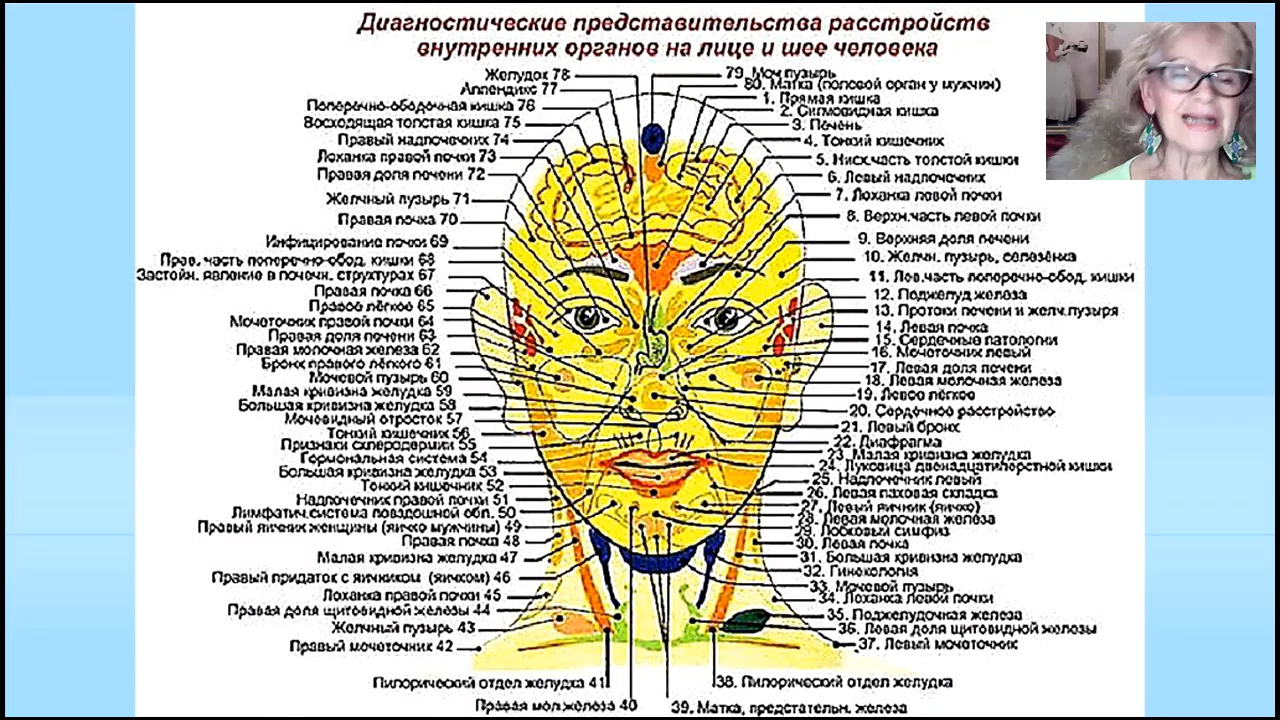 Диагностические представительства расстройств
внутренних органов на лице и шее человека
Желудок 78
Аппендикс 77
Поперечно-ободочная кишка 76
Восходящая толстая кишка 75
Правый надпочечник 74
Лоханка правой почки 73
Правая доля печени 72
Желчный пузырь 71
Правая почка 70
Инфицирование почки 69
Прав. часть поперечно-обод. кишки 68
Застойн. явление в почечн. структурах 67
Правая почка 66
Правое лёгкое 65
Мочеточник правой почки 64
Правая доля печени 63
Правая молочная железа 62
Бронх правого лёгкого 61
Мочевой пузырь 60
Малая кривизна желудка 59
Большая кривизна желудка 58
Мочевидный отросток 57
Тонкий кишечник 56
Признаки склеродермии 55
Гормональная система 54
Большая кривизна желудка 53
Тонкий кишечник 52
Надпочечник правой почки 51
Лимфатич.система подвздошной обл. 50
Правый яичник женщины (яичко мужчины) 49
Правая почка 48
Малая кривизна желудка 47
Правый придаток с яичником (яичком) 46
Лоханка правой почки 45
Правая доля щитовидной железы 44
Желчный пузырь 43
Правый мочеточник 42
Пилорический отдел желудка 41
Правая мол.железа 40
79. Моч.пузырь
80. Матка (половой орган у мужчин)
1. Прямая кишка
2. Сигмовидная кишка
3. Печень
4. Тонкий кишечник
5. Нисх.часть толстой кишки
6. Левый надпочечник
7. Лоханка левой почки
8. Верхн.часть левой почки
9. Верхняя доля печени
10. Желчн. пузырь, селезёнка
11. Лев.часть поперечно-обод. кишки
12. Поджелуд.железа
13. Протоки печени и желч.пузыря
14. Левая почка
15. Сердечные патологии
16. Мочеточник левый
17. Левая доля печени
18. Левая молочная железа
19. Левое лёгкое
20. Сердечное расстройство
21. Левый бронх
22. Диафрагма
23. Малая кривизна желудка
24. Луковица двенадцатиперстной кишки
25. Надпочечник левый
26. Левая паховая складка
27. Левый яичник (яичко)
28. Левая молочная железа
29. Лобковый симфиз
30. Левая почка
31. Большая кривизна желудка
32. Гинекология
33. Мочевой пузырь
34. Лоханка левой почки
35. Поджелудочная железа
36. Левая доля щитовидной железы
37. Левый мочеточник
38. Пилорический отдел желудка
39. Матка, предстательн. железа